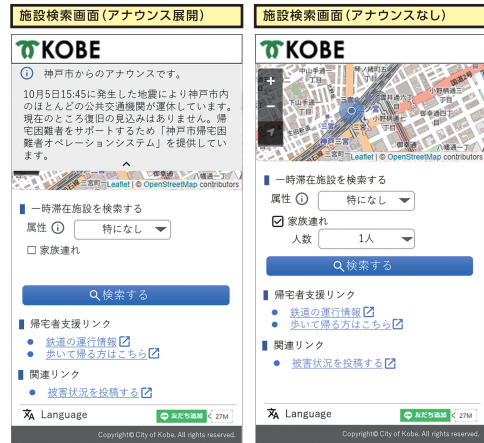 施設検索画面(アナウンス展開)
KOBE
神戸市からのアナウンスです。
10月5日15:45に発生した地震により神戸市内
のほとんどの公共交通機関が運休しています。
現在のところ復旧の見込みはありません。帰
宅困難者をサポートするため「神戸市帰宅困
難者オペレーションシステム」を提供してい
ます。
Leaflet | © OpenStreetMap contributors
一時滞在施設を検索する
属性 特になし
家族連れ
検索する
帰宅者支援リンク
鉄道の運行情報
歩いて帰る方はこちら
関連リンク
被害状況を投稿する
Language
友だち追加 27M
Copyright© City of Kobe. All rights reserved.
施設検索画面(アナウンスなし)
KOBE
+
−
Leaflet | © OpenStreetMap contributors
一時滞在施設を検索する
属性 特になし
家族連れ
人数 1人
検索する
帰宅者支援リンク
鉄道の運行情報
歩いて帰る方はこちら
関連リンク
被害状況を投稿する
Language
友だち追加 27M
Copyright© City of Kobe. All rights reserved.